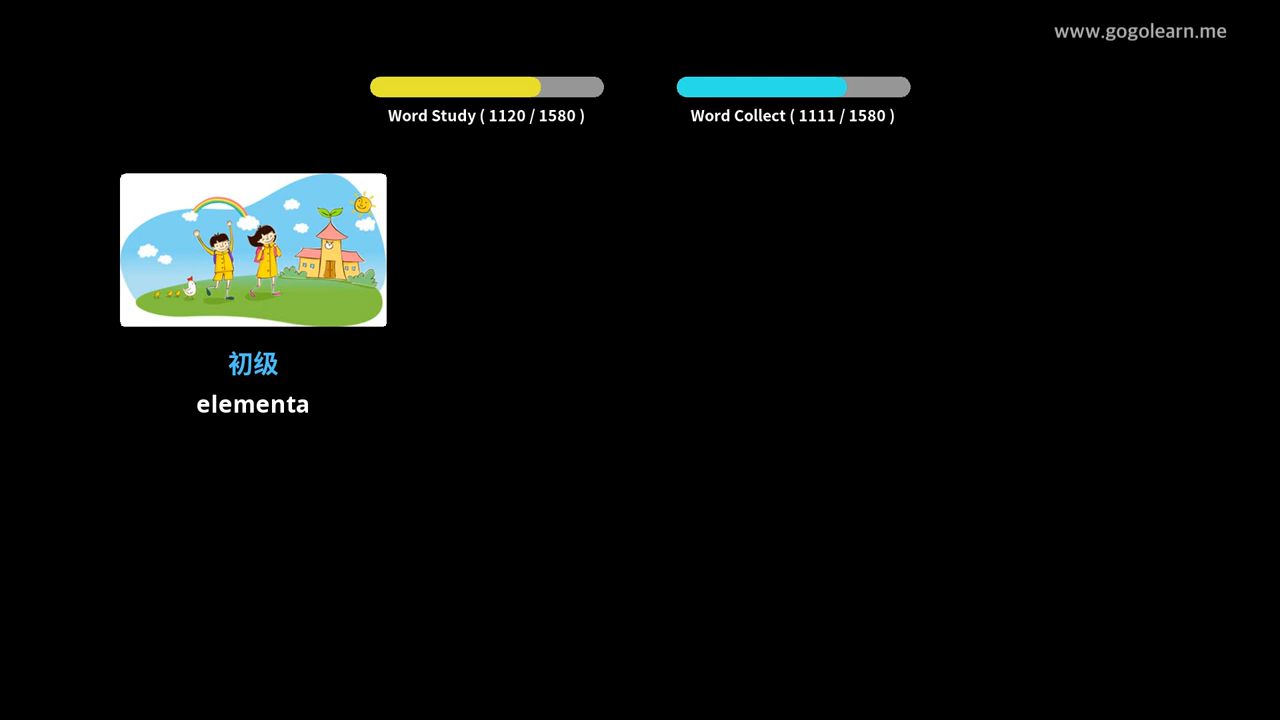 www.gogolearn.me
Word Study ( 1120 / 1580 )
Word Collect ( 1111 / 1580 )
初级
elementa